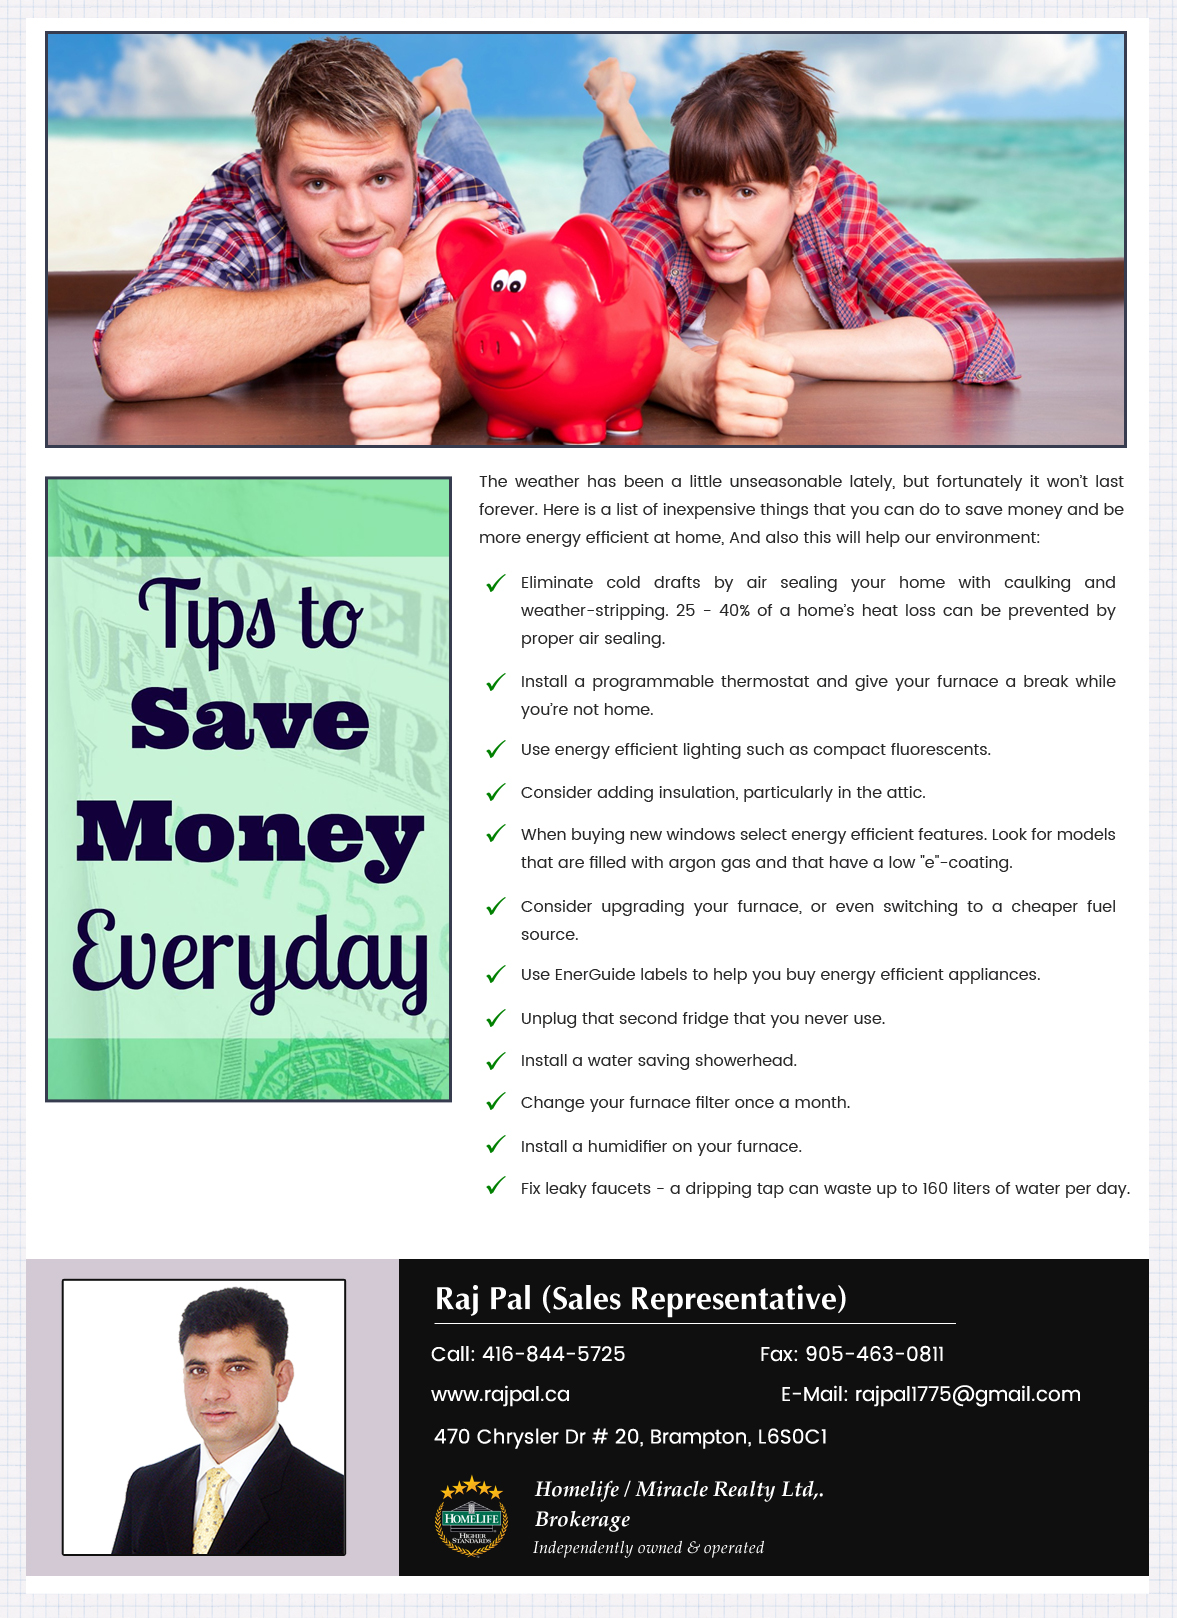 Tips to
Save
Money
Everyday
The weather has been a little unseasonable lately, but fortunately it won't last
forever. Here is a list of inexpensive things that you can do to save money and be
more energy efficient at home, And also this will help our environment:
Eliminate cold drafts by air sealing your home with caulking and
weather-stripping. 25 - 40% of a home's heat loss can be prevented by
proper air sealing.
Install a programmable thermostat and give your furnace a break while
you're not home.
Use energy efficient lighting such as compact fluorescents.
Consider adding insulation, particularly in the attic.
When buying new windows select energy efficient features. Look for models
that are filled with argon gas and that have a low "e"-coating.
Consider upgrading your furnace, or even switching to a cheaper fuel
source.
Use EnerGuide labels to help you buy energy efficient appliances.
Unplug that second fridge that you never use.
Install a water saving showerhead.
Change your furnace filter once a month.
Install a humidifier on your furnace.
Fix leaky faucets - a dripping tap can waste up to 160 liters of water per day.
Raj Pal (Sales Representative)
Call: 416-844-5725 Fax: 905-463-0811
www.rajpal.ca E-Mail: rajpal1775@gmail.com
470 Chrysler Dr # 20, Brampton, L6S0C1
HOMELIFE
HIGHER
STANDARDS
Homelife / Miracle Realty Ltd,.
Brokerage
Independently owned & operated